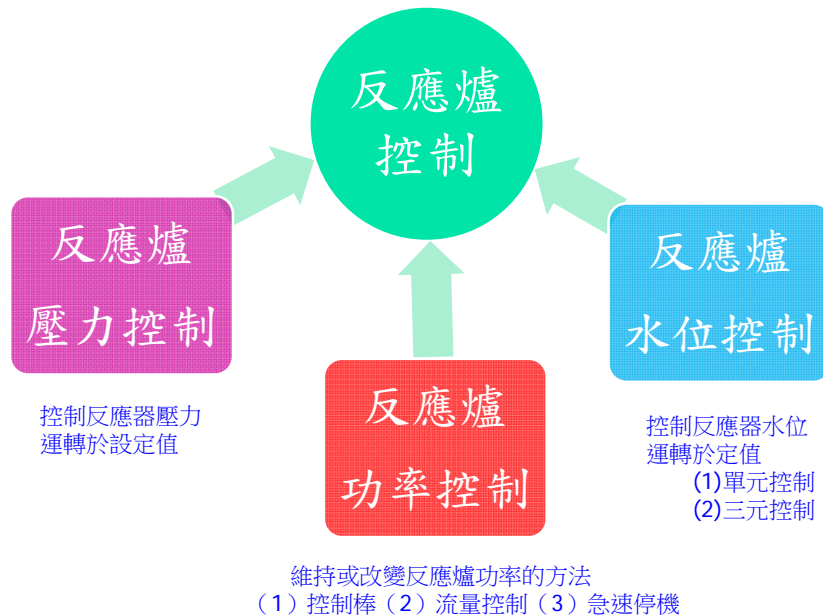 反應爐
控制
反應爐
壓力控制
控制反應器壓力
運轉於設定值
反應爐
功率控制
維持或改變反應爐功率的方法
（1）控制棒（2）流量控制（3）急速停機
反應爐
水位控制
控制反應器水位
運轉於定值
(1)單元控制
(2)三元控制